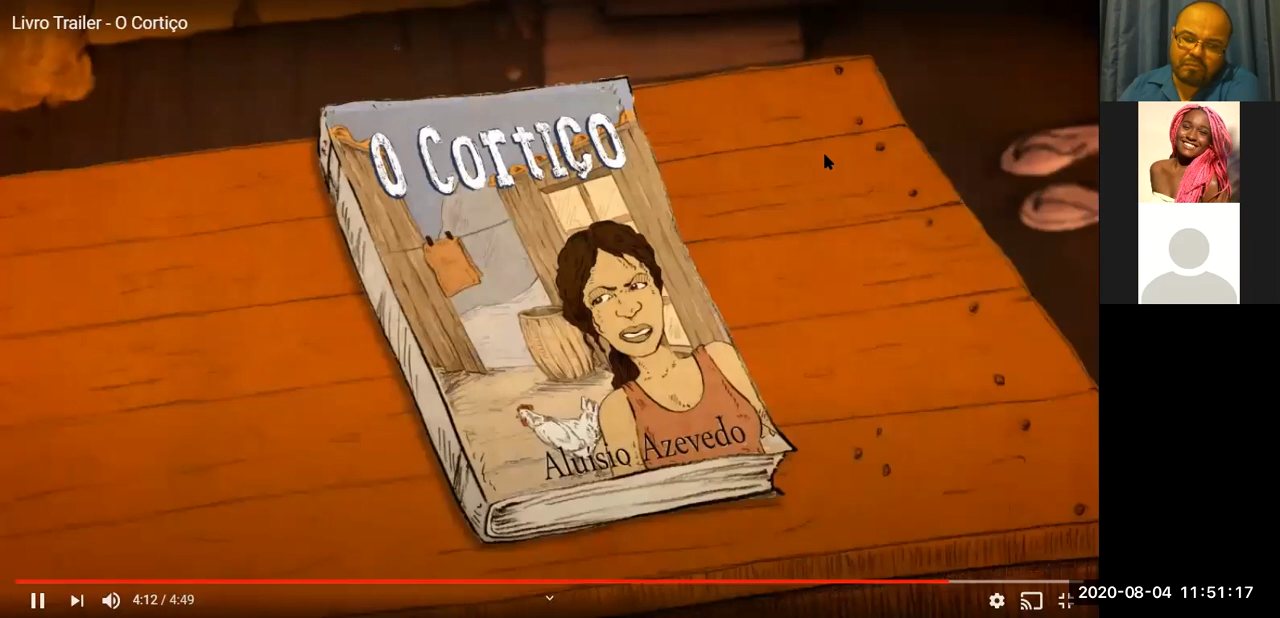 Livro Trailer - O Cortiço
O Cortiço
Aluísio Azevedo
4:12 / 4:49
2020-08-04 11:51:17